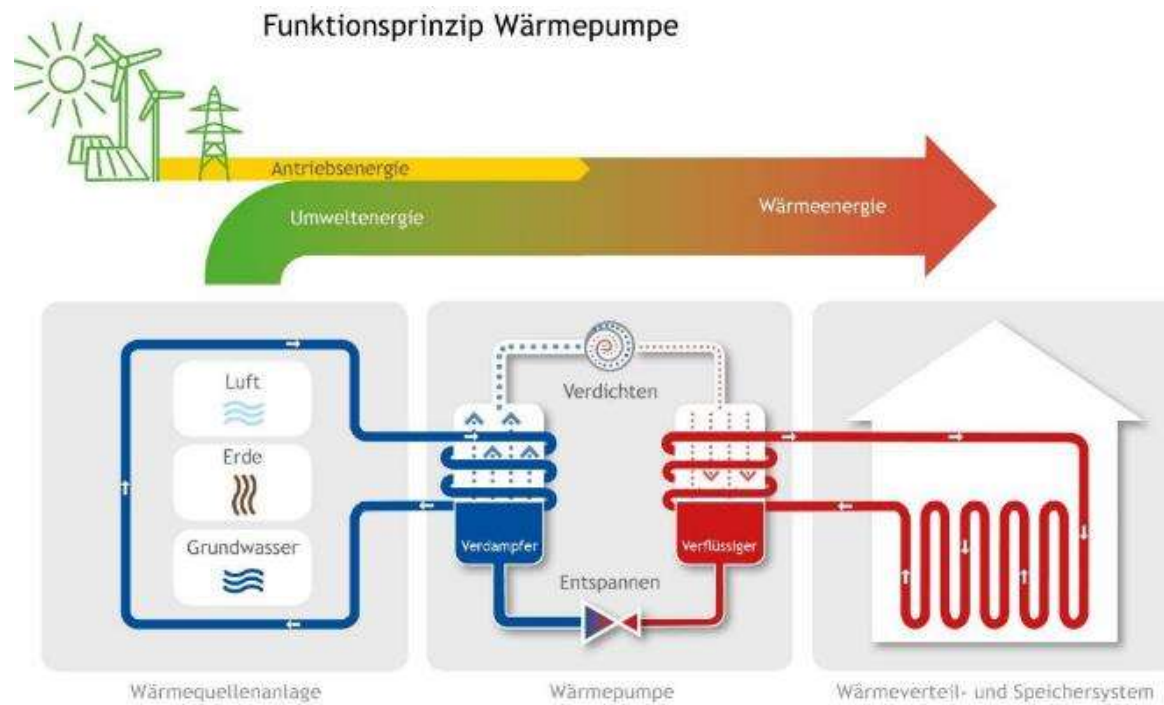 Funktionsprinzip Wärmepumpe
Antriebsenergie
Umweltenergie
Wärmeenergie
Luft
Erde
Grundwasser
Verdichten
Verdampfer
Verflüssiger
Entspannen
Wärmequellenanlage
Wärmepumpe
Wärmeverteil- und Speichersystem